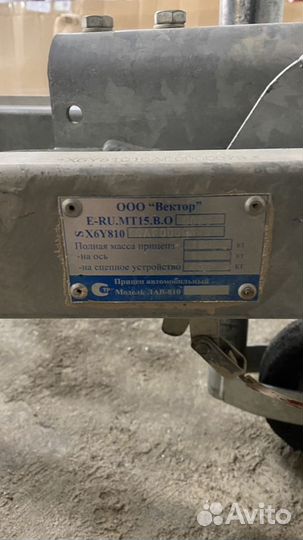 ООО "Вектор"
E-RU.MT15.B.O
X6Y810
Полная масса прицепа кг
-на ось кг
-на сцепное устройство кг
Прицеп автомобильный
Модель ЛАВ-810
Avito